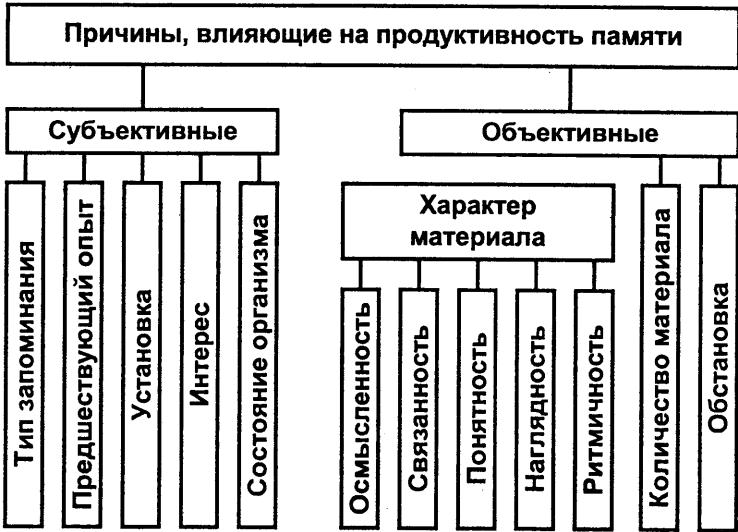 Причины, влияющие на продуктивность памяти
Субъективные
Объективные
Тип запоминания
Предшествующий опыт
Установка
Интерес
Состояние организма
Характер
материала
Осмысленность
Связанность
Понятность
Наглядность
Ритмичность
Количество материала
Обстановка